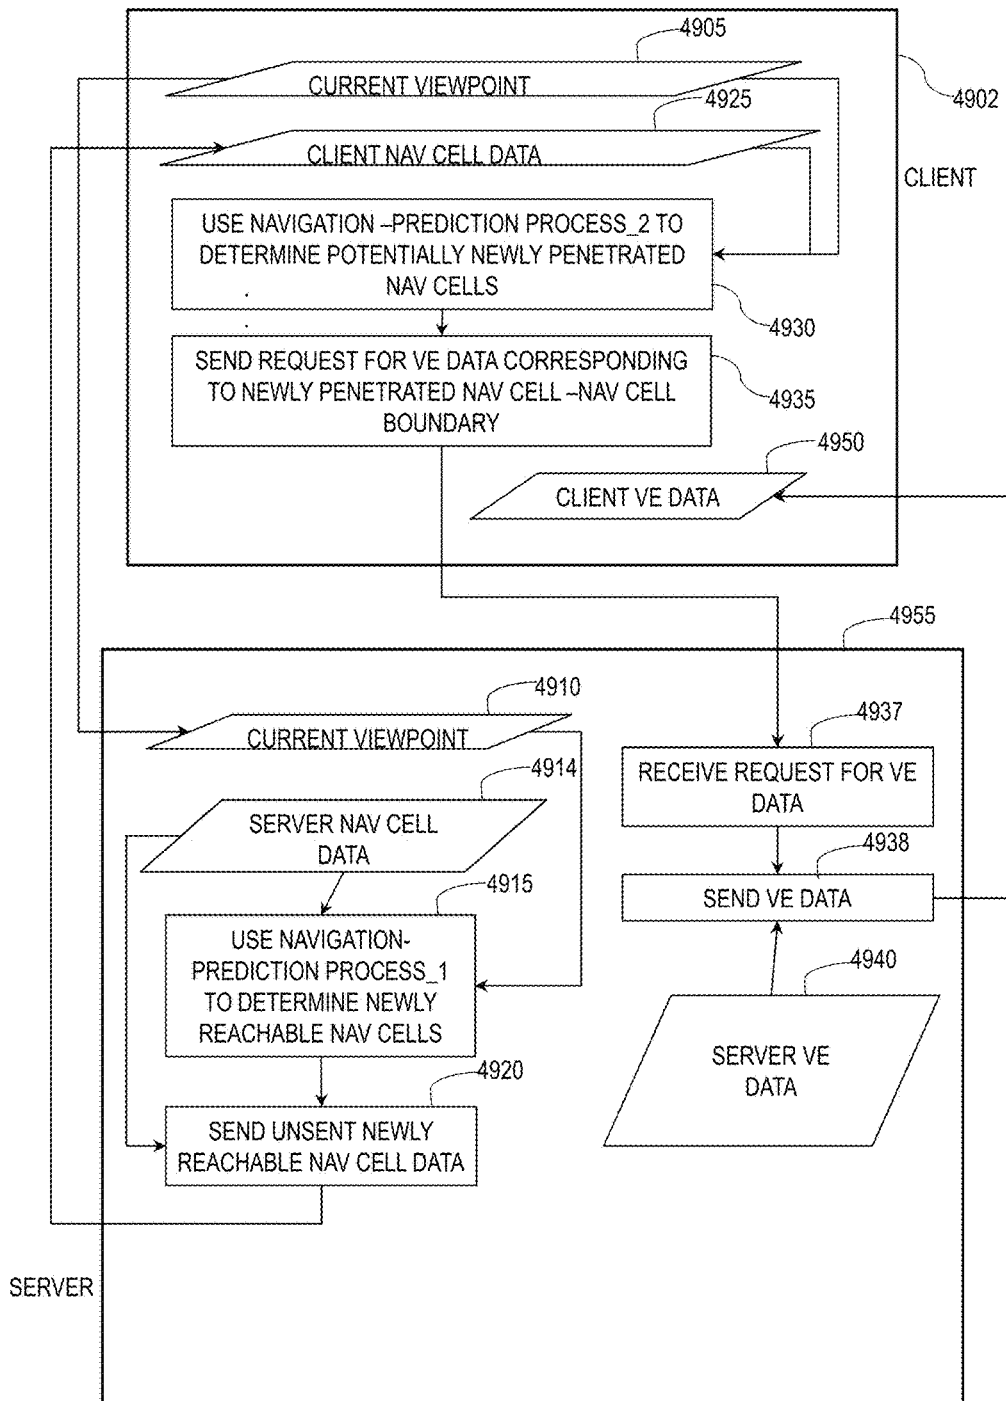 4905
CURRENT VIEWPOINT
4902
4925
CLIENT NAV CELL DATA
CLIENT
USE NAVIGATION –PREDICTION PROCESS_2 TO
DETERMINE POTENTIALLY NEWLY PENETRATED
NAV CELLS
4930
SEND REQUEST FOR VE DATA CORRESPONDING
TO NEWLY PENETRATED NAV CELL –NAV CELL
BOUNDARY
4935
4950
CLIENT VE DATA
4955
4910
CURRENT VIEWPOINT
4937
RECEIVE REQUEST FOR VE
DATA
4914
SERVER NAV CELL
DATA
4938
SEND VE DATA
4915
USE NAVIGATION-
PREDICTION PROCESS_1
TO DETERMINE NEWLY
REACHABLE NAV CELLS
4940
SERVER VE
DATA
4920
SEND UNSENT NEWLY
REACHABLE NAV CELL DATA
SERVER